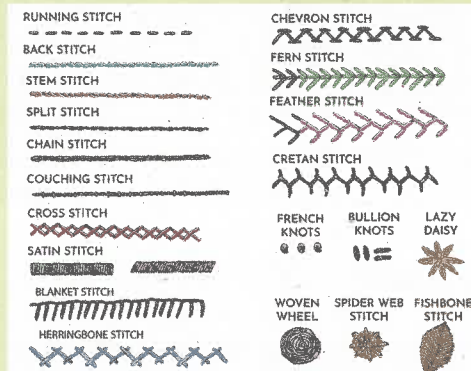 RUNNING STITCH
BACK STITCH
STEM STITCH
SPLIT STITCH
CHAIN STITCH
COUCHING STITCH
CROSS STITCH
SATIN STITCH
BLANKET STITCH
HERRINGBONE STITCH
CHEVRON STITCH
FERN STITCH
FEATHER STITCH
CRETAN STITCH
FRENCH
KNOTS
BULLION
KNOTS
LAZY
DAISY
WOVEN
WHEEL
SPIDER WEB
STITCH
FISHBONE
STITCH